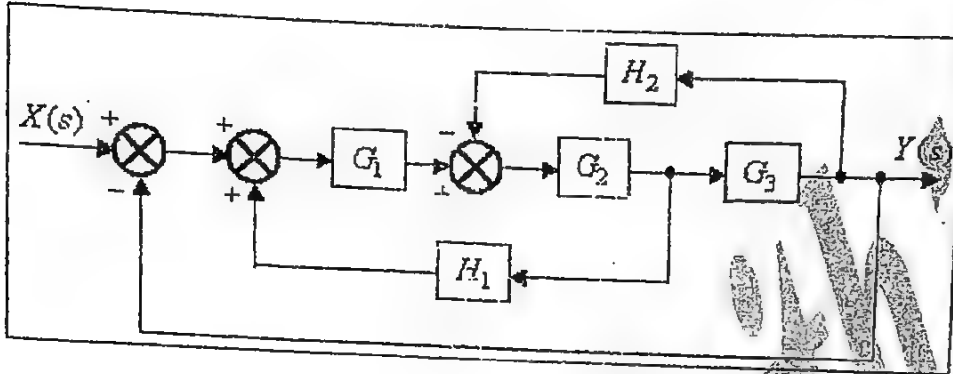 H₂
X(s) + + - Y(s)
G₁ + G₂ G₃
- +
H₁